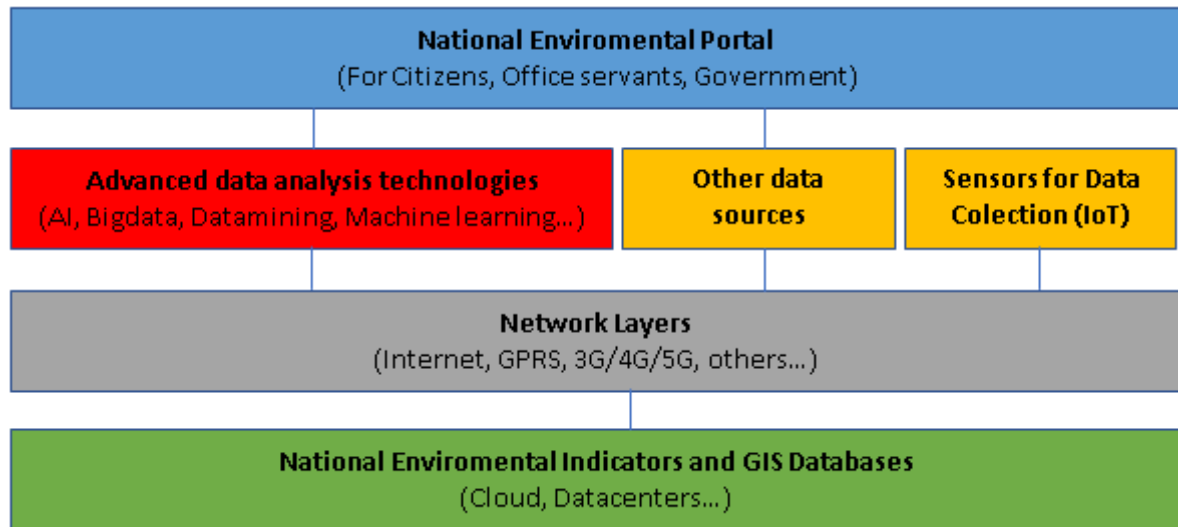 National Enviromental Portal
(For Citizens, Office servants, Government)
Advanced data analysis technologies
(AI, Bigdata, Datamining, Machine learning...)
Other data
sources
Sensors for Data
Colection (IoT)
Network Layers
(Internet, GPRS, 3G/4G/5G, others...)
National Enviromental Indicators and GIS Databases
(Cloud, Datacenters...)